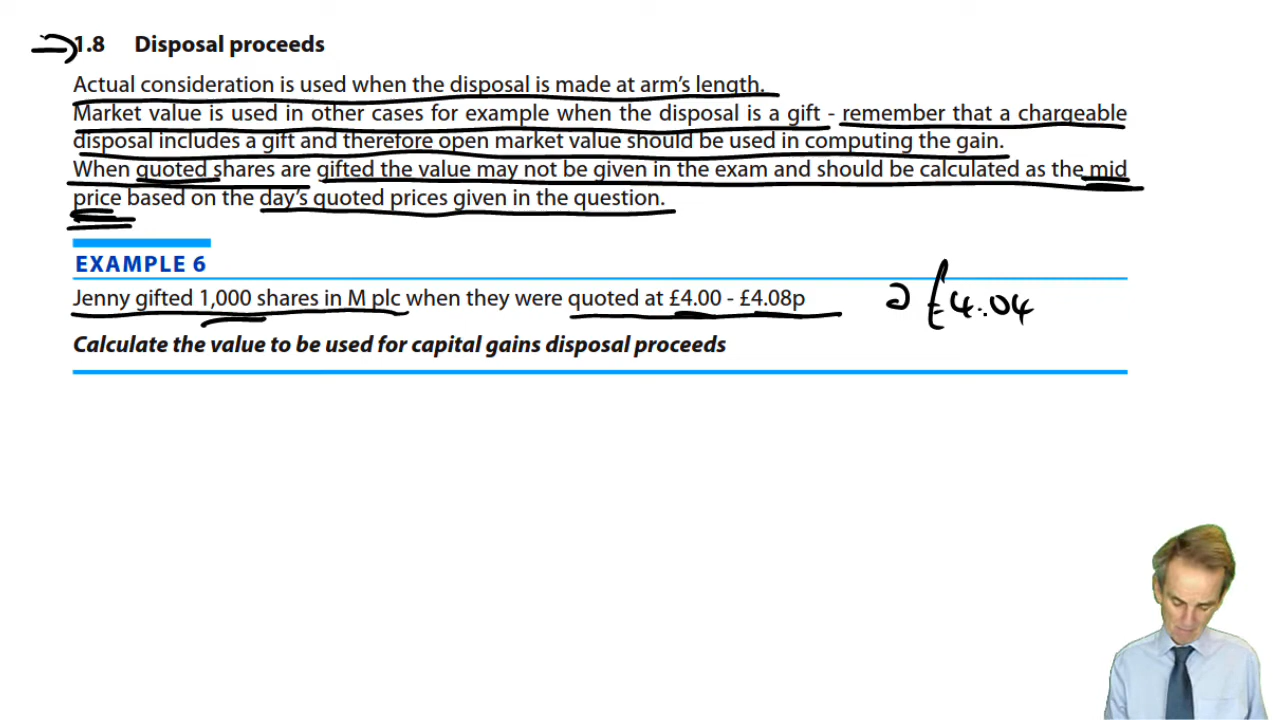 1.8 Disposal proceeds
Actual consideration is used when the disposal is made at arm's length.
Market value is used in other cases for example when the disposal is a gift - remember that a chargeable
disposal includes a gift and therefore open market value should be used in computing the gain.
When quoted shares are gifted the value may not be given in the exam and should be calculated as the mid
price based on the day's quoted prices given in the question.
EXAMPLE 6
Jenny gifted 1,000 shares in M plc when they were quoted at £4.00 - £4.08p
£4.04
Calculate the value to be used for capital gains disposal proceeds